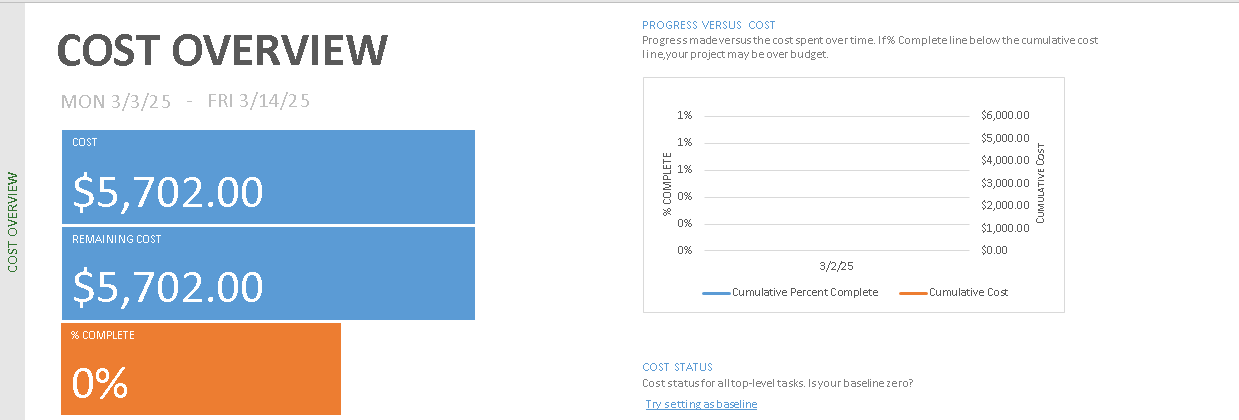 COST OVERVIEW
COST OVERVIEW
MON 3/3/25 - FRI 3/14/25
COST
$5,702.00
REMAINING COST
$5,702.00
% COMPLETE
0%
PROGRESS VERSUS COST
Progress made versus the cost spent over time. If % Complete line below the cumulative cost
line, your project may be over budget.
% COMPLETE
1%
1%
1%
0%
0%
0%
$6,000.00
$5,000.00
$4,000.00
$3,000.00
$2,000.00
$1,000.00
$0.00
CUMULATIVE COST
3/2/25
Cumulative Percent Complete
Cumulative Cost
COST STATUS
Cost status for all top-level tasks. Is your baseline zero?
Try setting as baseline